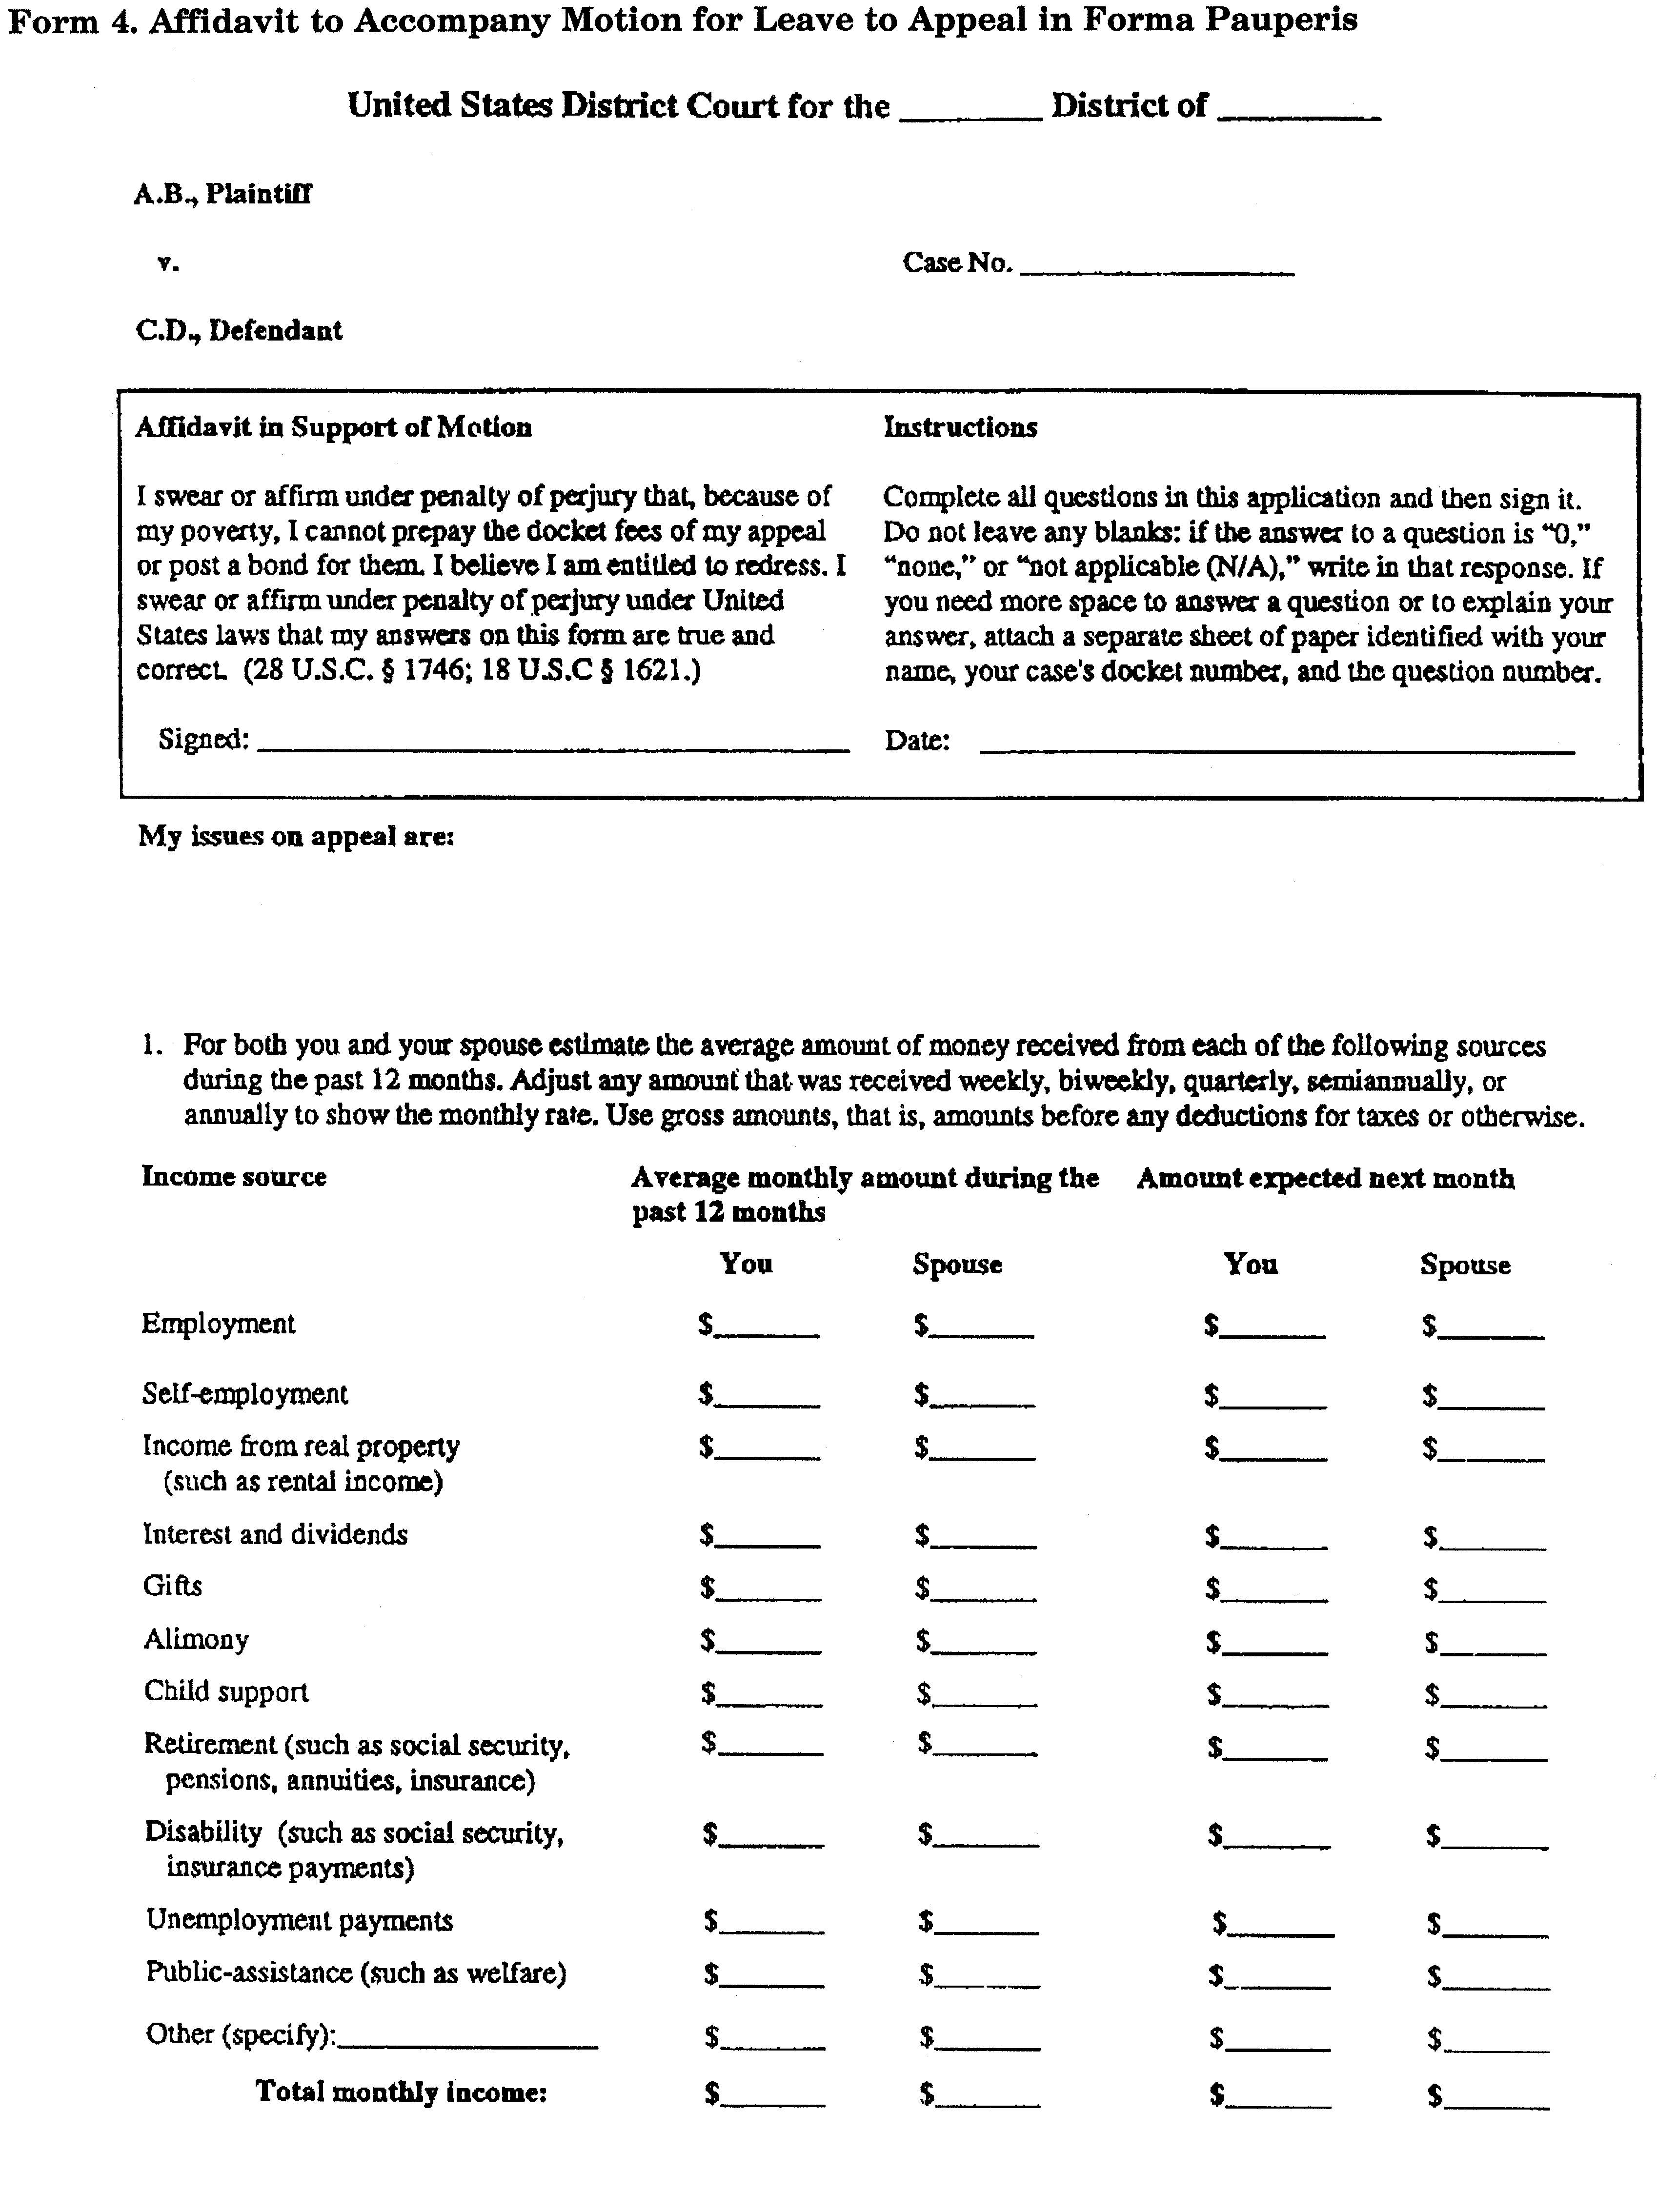 Form 4. Affidavit to Accompany Motion for Leave to Appeal in Forma Pauperis
United States District Court for the ______ District of ______
A.B., Plaintiff
v.
Case No. ______
C.D., Defendant
Affidavit in Support of Motion
I swear or affirm under penalty of perjury that, because of
my poverty, I cannot prepay the docket fees of my appeal
or post a bond for them. I believe I am entitled to redress. I
swear or affirm under penalty of perjury under United
States laws that my answers on this form are true and
correct. (28 U.S.C. § 1746; 18 U.S.C § 1621.)
Signed: ______
Instructions
Complete all questions in this application and then sign it.
Do not leave any blanks: if the answer to a question is “0,”
“none,” or “not applicable (N/A),” write in that response. If
you need more space to answer a question or to explain your
answer, attach a separate sheet of paper identified with your
name, your case's docket number, and the question number.
Date: ______
My issues on appeal are:
1. For both you and your spouse estimate the average amount of money received from each of the following sources
during the past 12 months. Adjust any amount that was received weekly, biweekly, quarterly, semiannually, or
annually to show the monthly rate. Use gross amounts, that is, amounts before any deductions for taxes or otherwise.
Income source Average monthly amount during the Amount expected next month
past 12 months
You Spouse You Spouse
Employment $______ $______ $______ $______
Self-employment $______ $______ $______ $______
Income from real property $______ $______ $______ $______
(such as rental income)
Interest and dividends $______ $______ $______ $______
Gifts $______ $______ $______ $______
Alimony $______ $______ $______ $______
Child support $______ $______ $______ $______
Retirement (such as social security, $______ $______ $______ $______
pensions, annuities, insurance)
Disability (such as social security, $______ $______ $______ $______
insurance payments)
Unemployment payments $______ $______ $______ $______
Public-assistance (such as welfare) $______ $______ $______ $______
Other (specify):______ $______ $______ $______ $______
Total monthly income: $______ $______ $______ $______